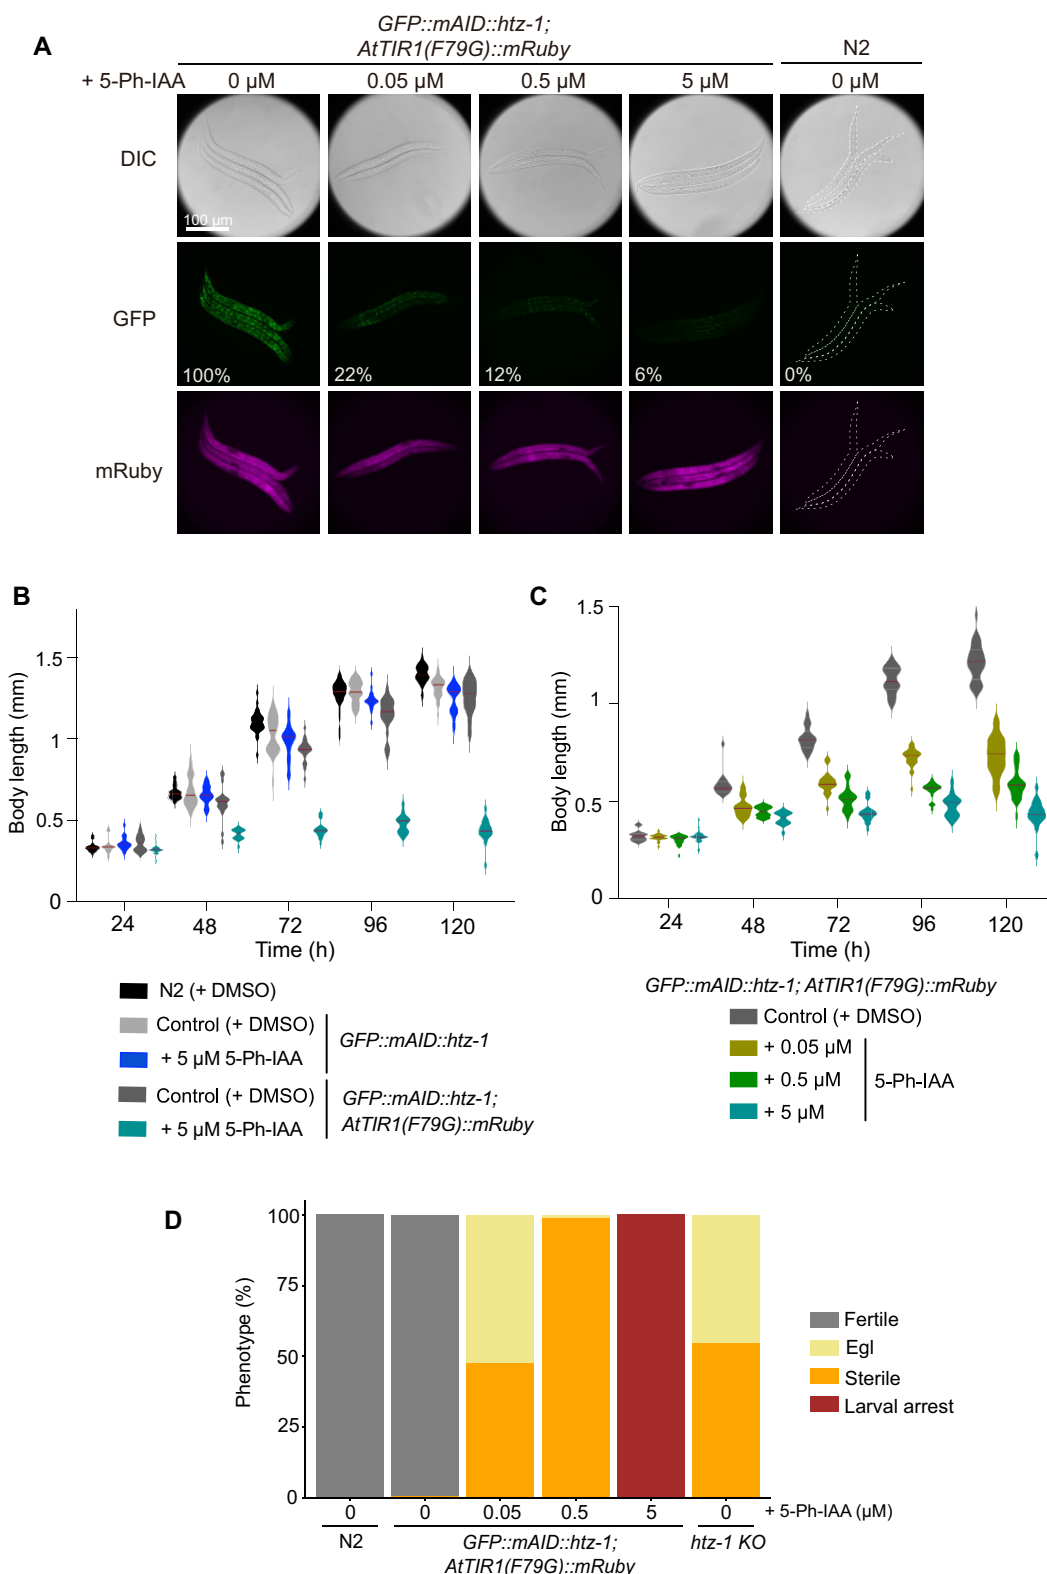 A
GFP::mAID::htz-1;
AtTIR1(F79G)::mRuby
N2
+ 5-Ph-IAA 0 µM 0.05 µM 0.5 µM 5 µM 0 µM
DIC
100 µm
GFP
100% 22% 12% 6% 0%
mRuby
B
Body length (mm)
1.5
1
0.5
0
24 48 72 96 120
Time (h)
N2 (+ DMSO)
Control (+ DMSO)
+ 5 µM 5-Ph-IAA
GFP::mAID::htz-1
Control (+ DMSO)
+ 5 µM 5-Ph-IAA
GFP::mAID::htz-1;
AtTIR1(F79G)::mRuby
C
Body length (mm)
1.5
1
0.5
0
24 48 72 96 120
Time (h)
GFP::mAID::htz-1; AtTIR1(F79G)::mRuby
Control (+ DMSO)
+ 0.05 µM
+ 0.5 µM
+ 5 µM
5-Ph-IAA
D
Phenotype (%)
100
75
50
25
0
0 0 0.05 0.5 5 0 + 5-Ph-IAA (µM)
N2
GFP::mAID::htz-1;
AtTIR1(F79G)::mRuby
htz-1 KO
Fertile
Egl
Sterile
Larval arrest